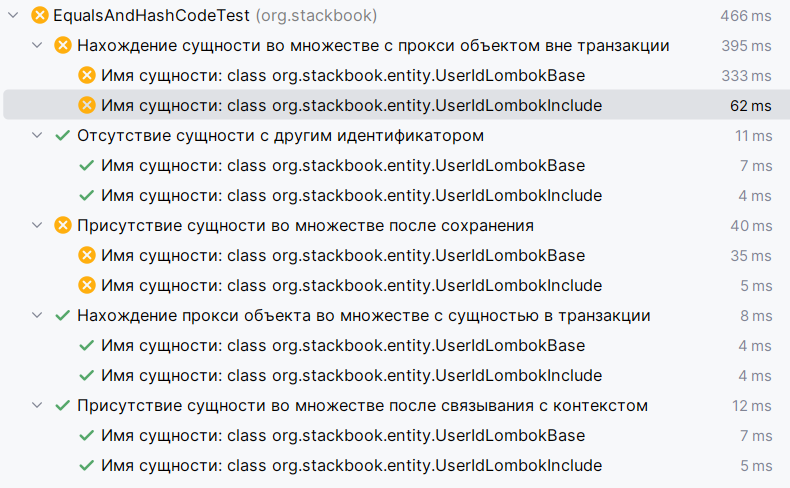 EqualsAndHashCodeTest (org.stackbook) 466 ms
Нахождение сущности во множестве с прокси объектом вне транзакции 395 ms
Имя сущности: class org.stackbook.entity.UserIdLombokBase 333 ms
Имя сущности: class org.stackbook.entity.UserIdLombokInclude 62 ms
Отсутствие сущности с другим идентификатором 11 ms
Имя сущности: class org.stackbook.entity.UserIdLombokBase 7 ms
Имя сущности: class org.stackbook.entity.UserIdLombokInclude 4 ms
Присутствие сущности во множестве после сохранения 40 ms
Имя сущности: class org.stackbook.entity.UserIdLombokBase 35 ms
Имя сущности: class org.stackbook.entity.UserIdLombokInclude 5 ms
Нахождение прокси объекта во множестве с сущностью в транзакции 8 ms
Имя сущности: class org.stackbook.entity.UserIdLombokBase 4 ms
Имя сущности: class org.stackbook.entity.UserIdLombokInclude 4 ms
Присутствие сущности во множестве после связывания с контекстом 12 ms
Имя сущности: class org.stackbook.entity.UserIdLombokBase 7 ms
Имя сущности: class org.stackbook.entity.UserIdLombokInclude 5 ms